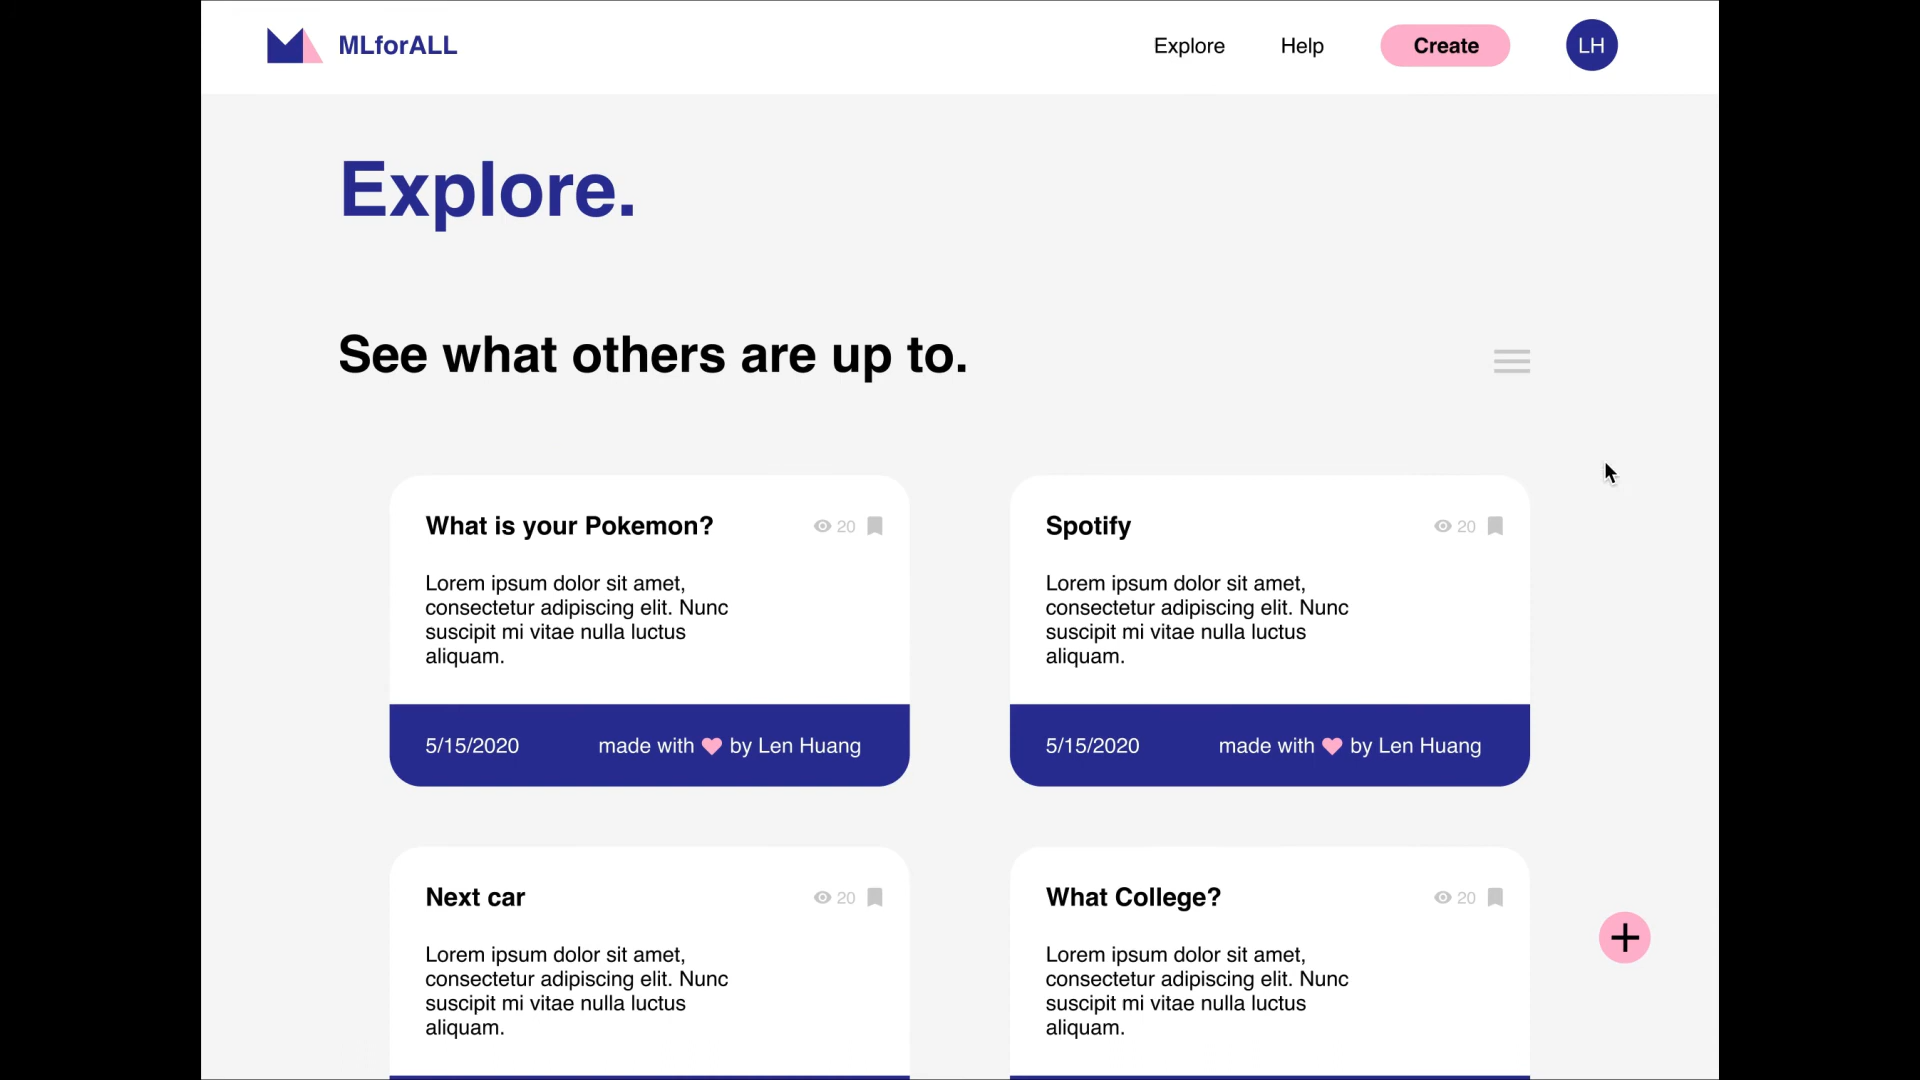 MLforALL
Explore
Help
Create
LH
Explore.
See what others are up to.
What is your Pokemon?
20
Lorem ipsum dolor sit amet,
consectetur adipiscing elit. Nunc
suscipit mi vitae nulla luctus
aliquam.
5/15/2020
made with by Len Huang
Spotify
20
Lorem ipsum dolor sit amet,
consectetur adipiscing elit. Nunc
suscipit mi vitae nulla luctus
aliquam.
5/15/2020
made with by Len Huang
Next car
20
Lorem ipsum dolor sit amet,
consectetur adipiscing elit. Nunc
suscipit mi vitae nulla luctus
aliquam.
What College?
20
Lorem ipsum dolor sit amet,
consectetur adipiscing elit. Nunc
suscipit mi vitae nulla luctus
aliquam.